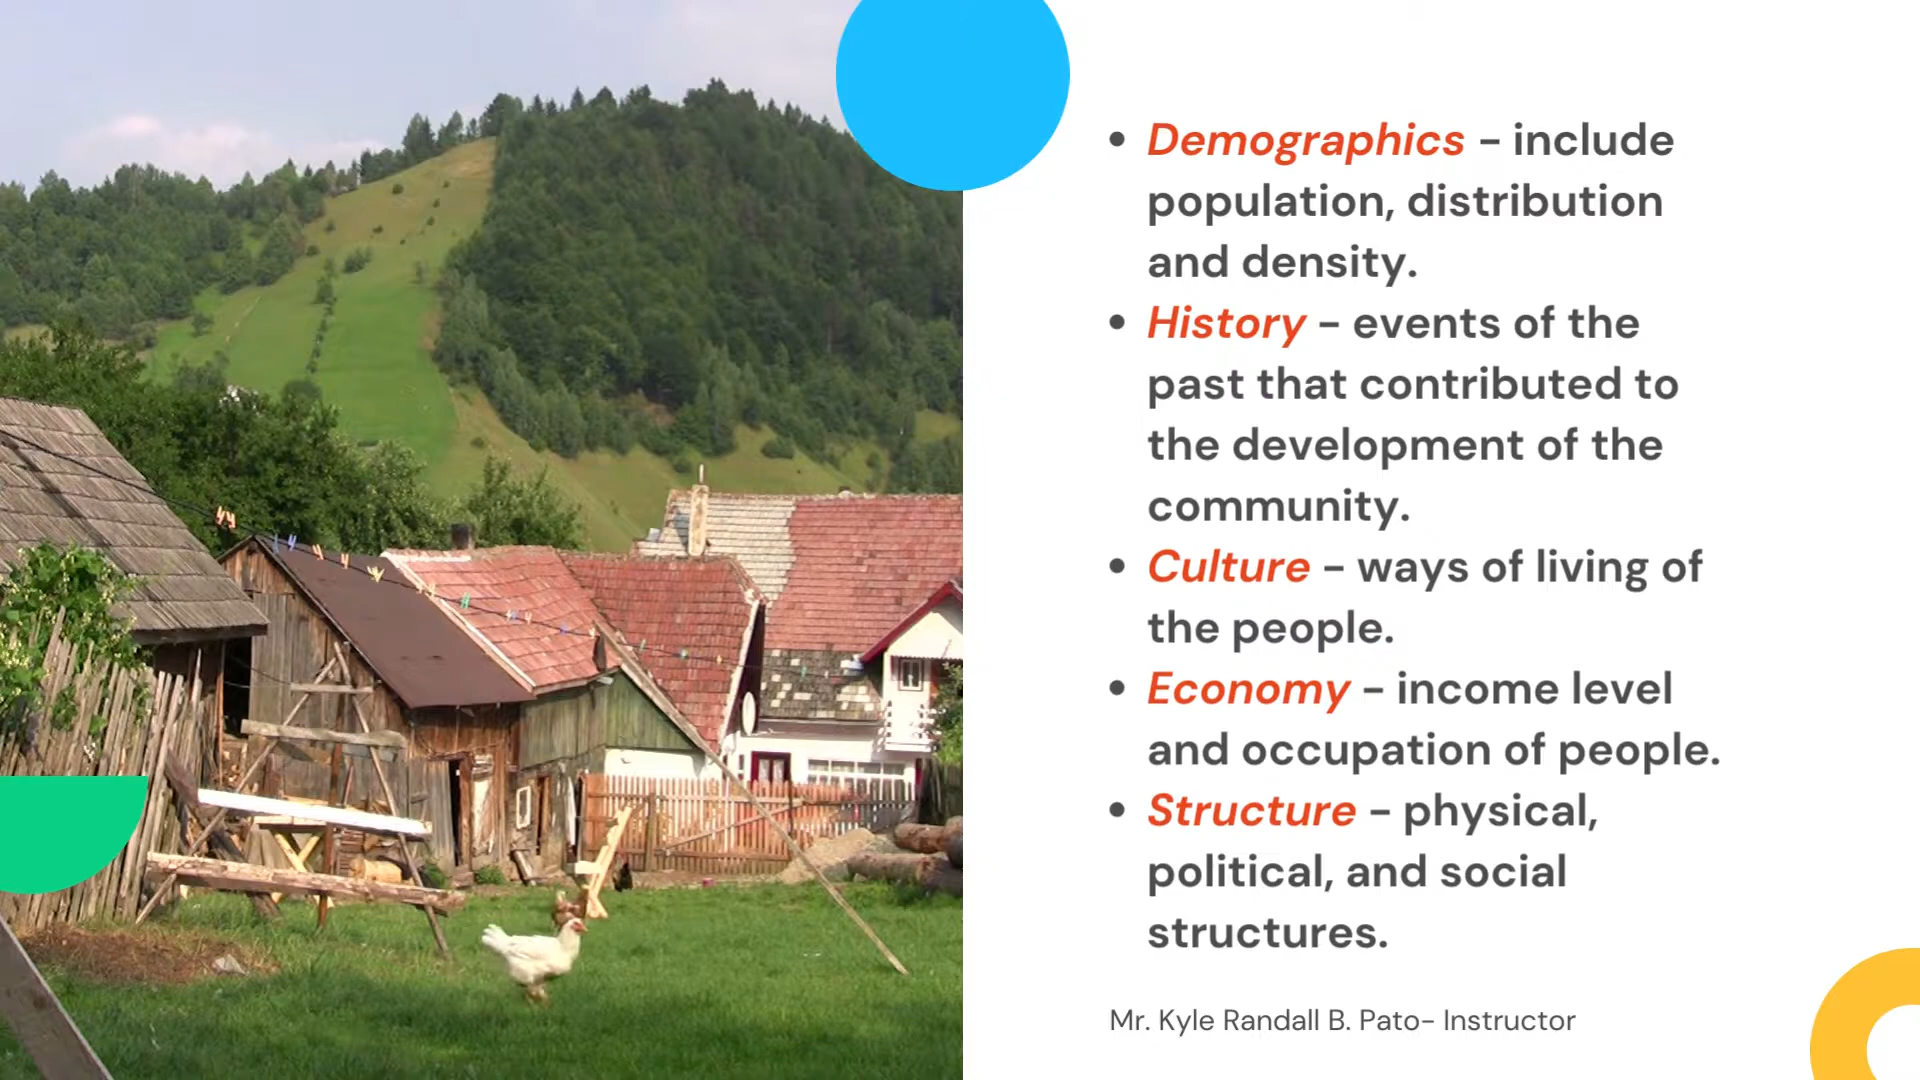 • Demographics – include
population, distribution
and density.
• History – events of the
past that contributed to
the development of the
community.
• Culture – ways of living of
the people.
• Economy – income level
and occupation of people.
• Structure – physical,
political, and social
structures.
Mr. Kyle Randall B. Pato- Instructor